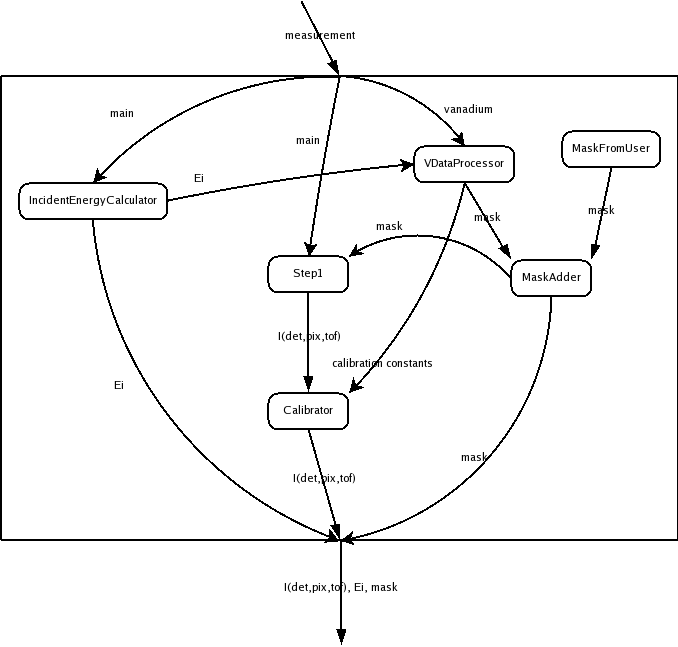 measurement
main
vanadium
main
MaskFromUser
VDataProcessor
Ei
IncidentEnergyCalculator
mask
mask
mask
Step1
MaskAdder
I(det,pix,tof)
calibration constants
Ei
Calibrator
mask
I(det,pix,tof)
I(det,pix,tof), Ei, mask